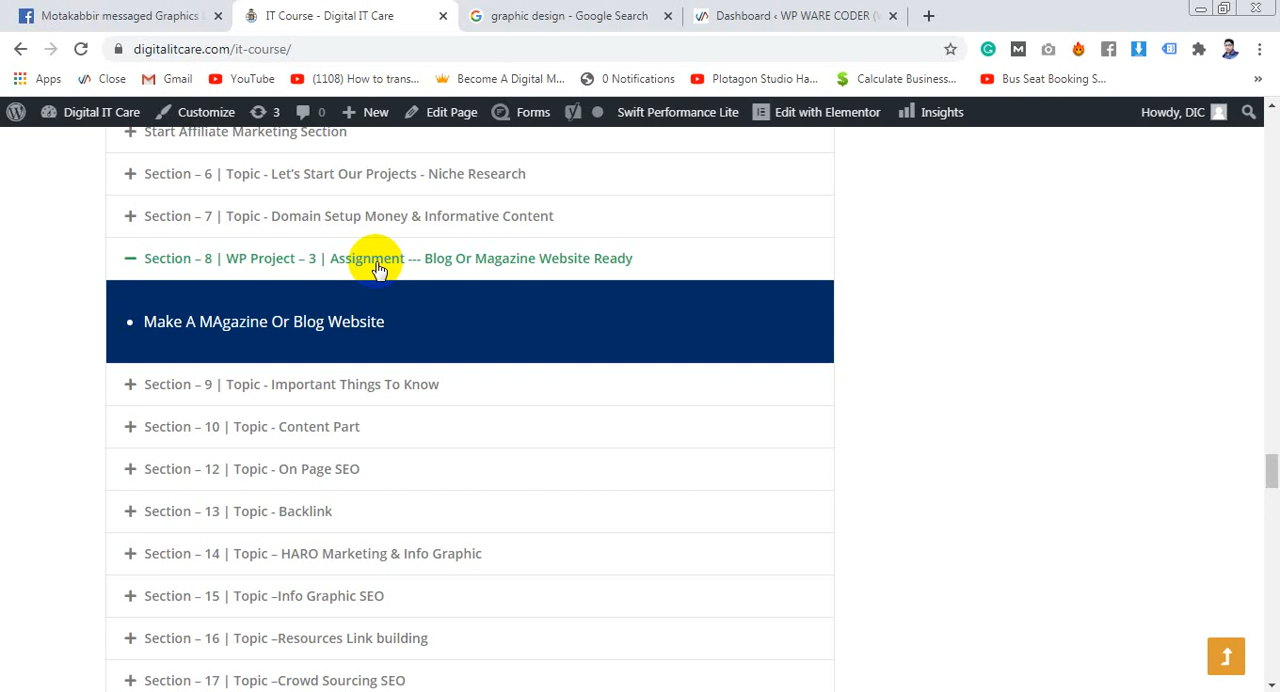 Motakabbir messaged Graphics
IT Course - Digital IT Care
graphic design - Google Search
Dashboard ‹ WP WARE CODER (
digitalitcare.com/it-course/
Apps
Close
Gmail
YouTube
(1108) How to trans...
Become A Digital M...
0 Notifications
Potagon Studio Ha...
Calculate Business...
Bus Seat Booking S...
»
Digital IT Care
Customize
3
0
New
Edit Page
Forms
Swift Performance Lite
Edit with Elementor
Insights
Howdy, DIC
Start Affiliate Marketing Section
Section – 6 | Topic - Let's Start Our Projects - Niche Research
Section – 7 | Topic - Domain Setup Money & Informative Content
Section – 8 | WP Project – 3 | Assignment --- Blog Or Magazine Website Ready
• Make A MAgazine Or Blog Website
Section – 9 | Topic - Important Things To Know
Section – 10 | Topic - Content Part
Section – 12 | Topic - On Page SEO
Section – 13 | Topic - Backlink
Section – 14 | Topic – HARO Marketing & Info Graphic
Section – 15 | Topic –Info Graphic SEO
Section – 16 | Topic –Resources Link building
Section – 17 | Topic –Crowd Sourcing SEO